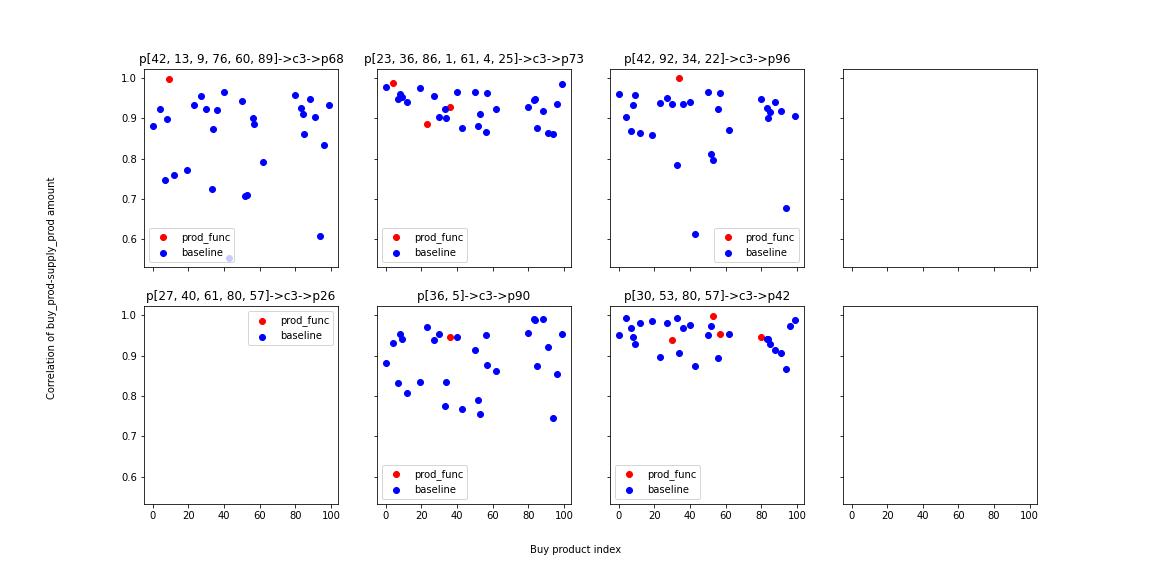 p[42, 13, 9, 76, 60, 89]->c3->p68
p[23, 36, 86, 1, 61, 4, 25]->c3->p73
p[42, 92, 34, 22]->c3->p96
1.0
0.9
0.8
0.7
0.6
prod_func
baseline
prod_func
baseline
prod_func
baseline
Correlation of buy_prod-supply_prod amount
p[27, 40, 61, 80, 57]->c3->p26
p[36, 5]->c3->p90
p[30, 53, 80, 57]->c3->p42
1.0
0.9
0.8
0.7
0.6
prod_func
baseline
prod_func
baseline
prod_func
baseline
0 20 40 60 80 100
0 20 40 60 80 100
0 20 40 60 80 100
0 20 40 60 80 100
Buy product index